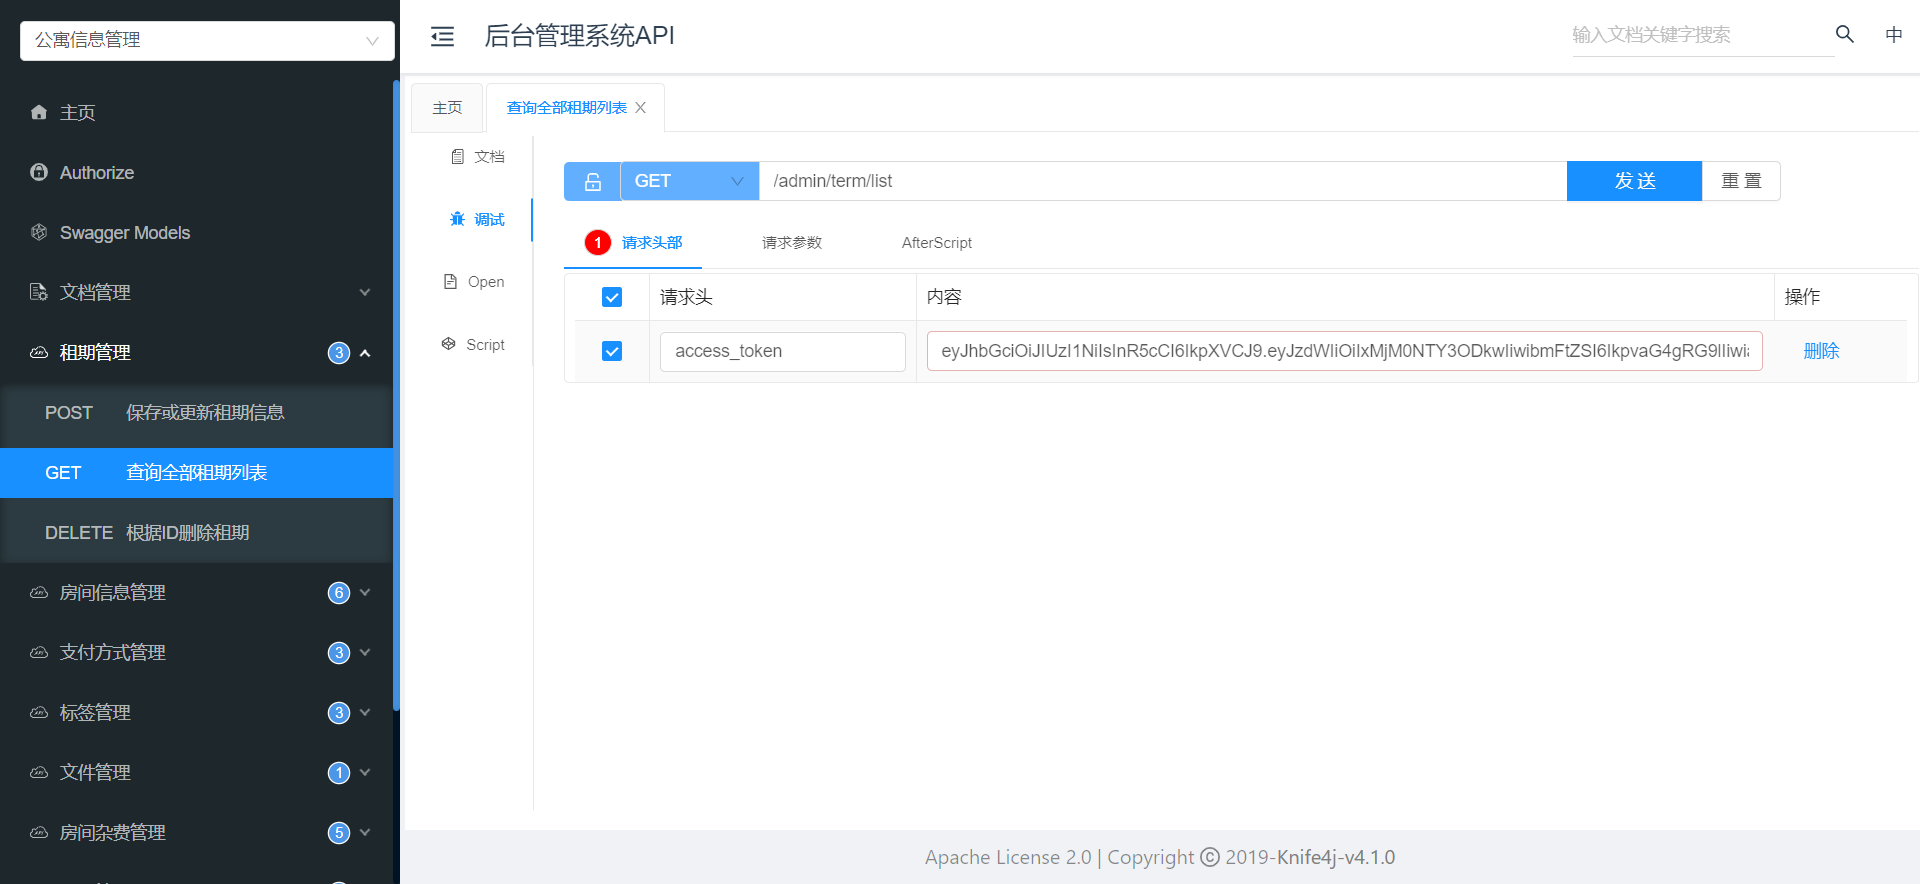 公寓信息管理
主页
Authorize
Swagger Models
文档管理
租期管理 3
POST 保存或更新租期信息
GET 查询全部租期列表
DELETE 根据ID删除租期
房间信息管理 6
支付方式管理 3
标签管理 3
文件管理 1
房间杂费管理 5
后台管理系统API
输入文档关键字搜索
中
主页
查询全部租期列表
文档
调试
Open
Script
GET
/admin/term/list
发 送
重 置
1 请求头部
请求参数
AfterScript
请求头
内容
操作
access_token
eyJhbGciOiJIUzI1NiIsInR5cCI6IkpXVCJ9.eyJzdWIiOiIxMjM0NTY3ODkwIiwibmFtZSI6IkpvaG4gRG9lIiwia
删除
Apache License 2.0 | Copyright © 2019-Knife4j-v4.1.0